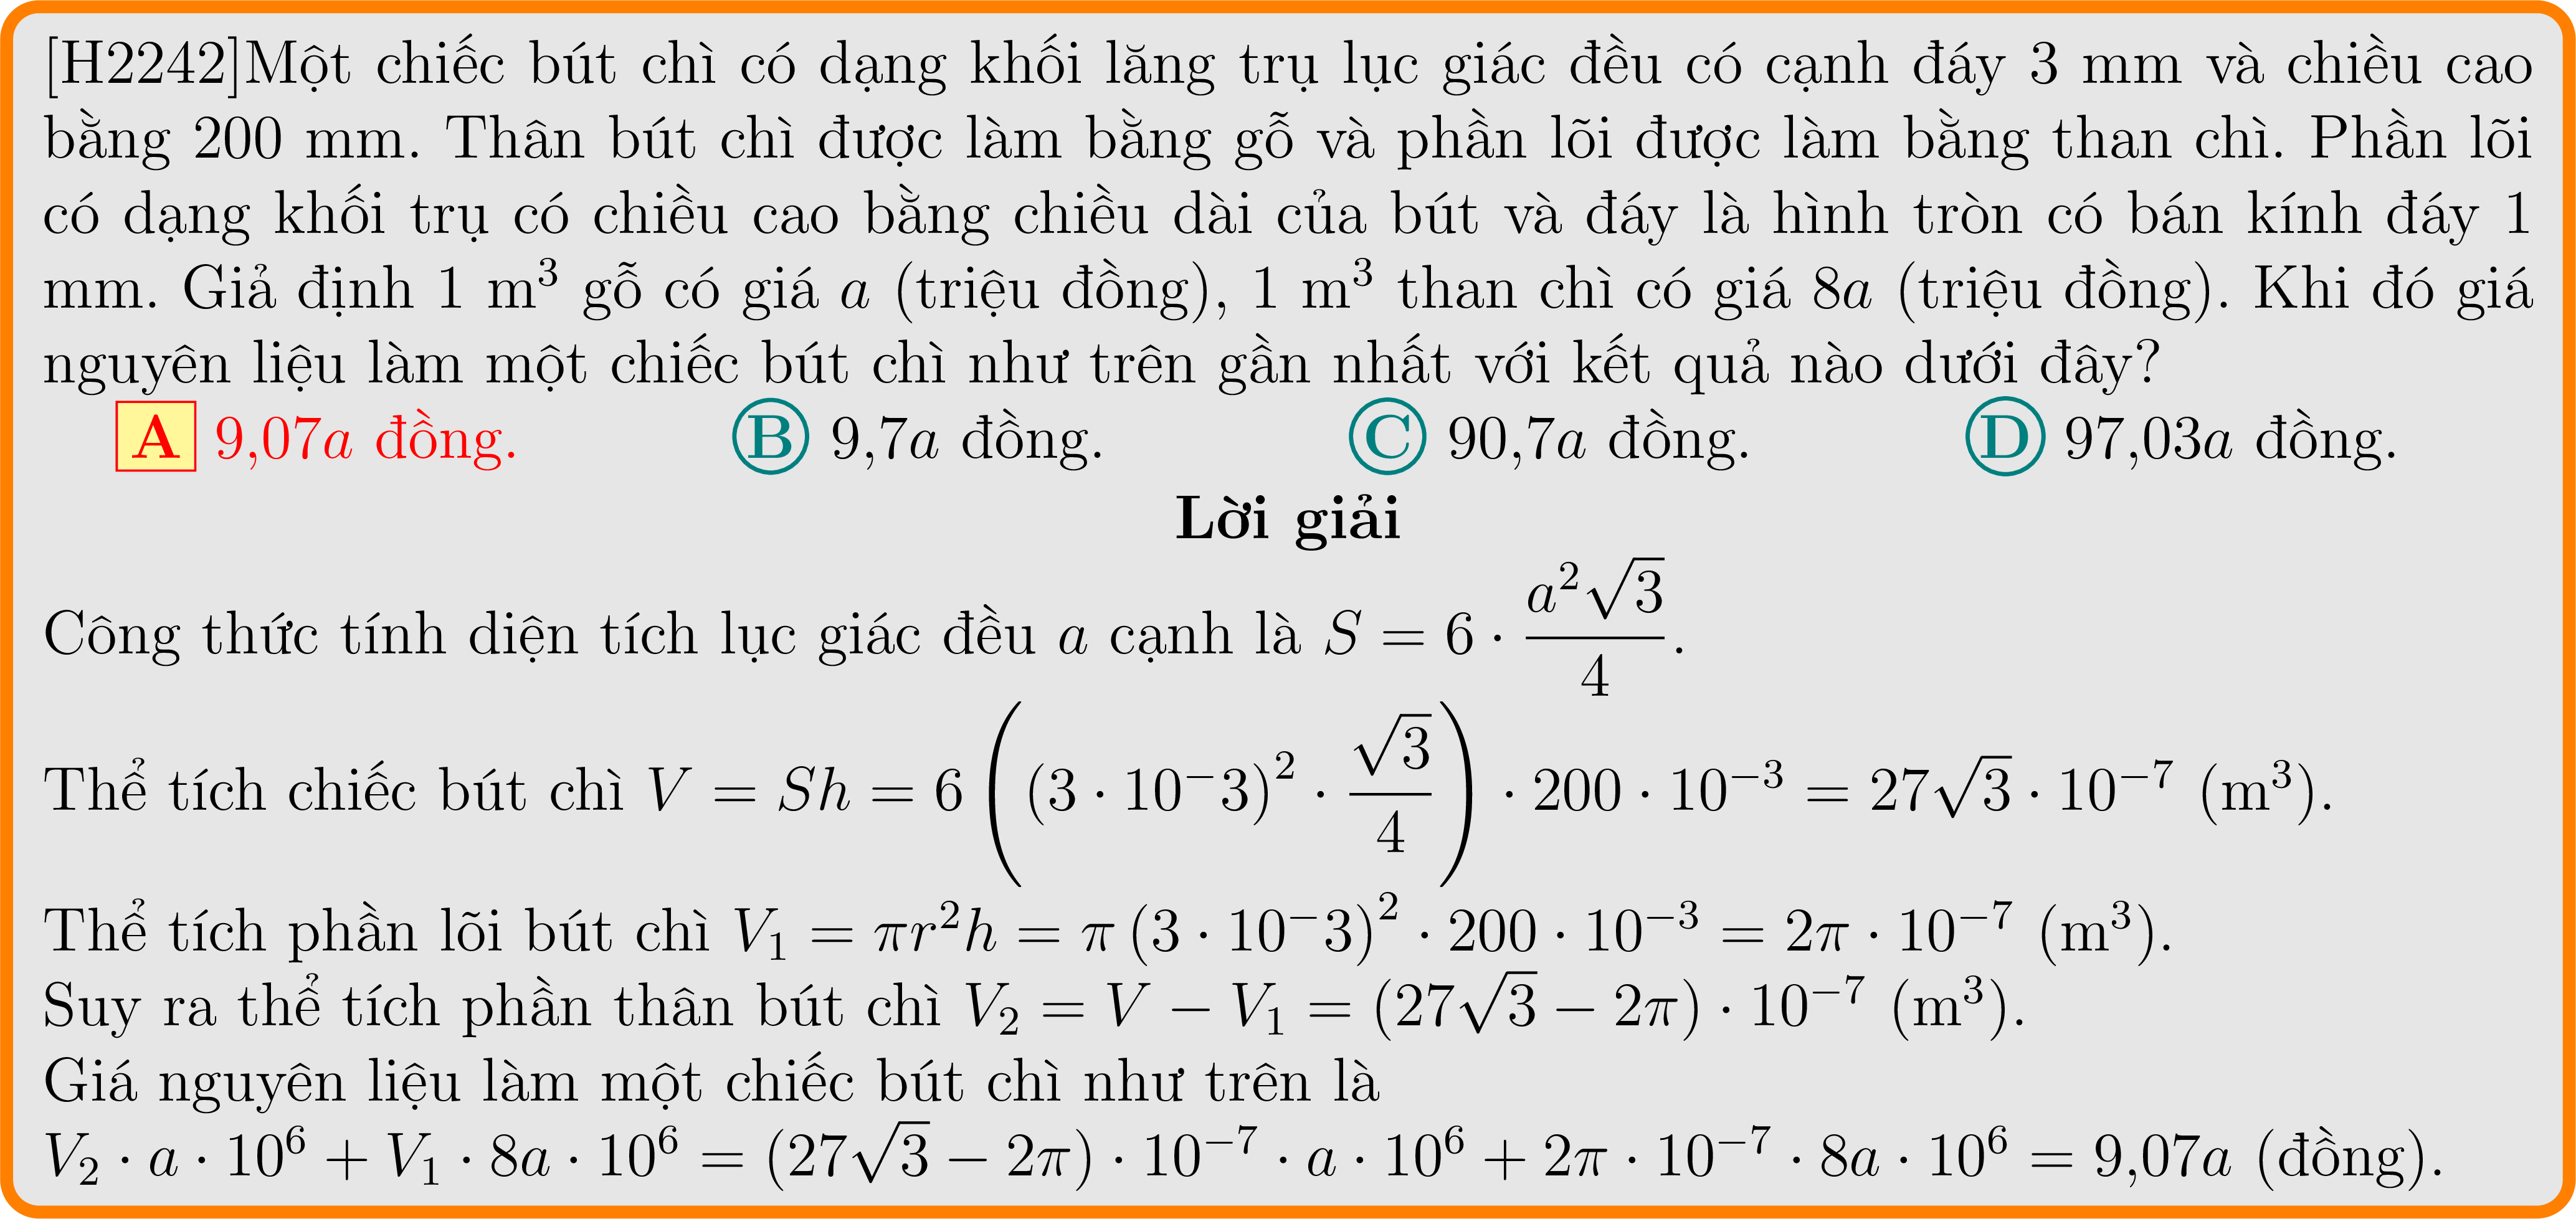 [H2242]Một chiếc bút chì có dạng khối lăng trụ lục giác đều có cạnh đáy 3 mm và chiều cao
bằng 200 mm. Thân bút chì được làm bằng gỗ và phần lõi được làm bằng than chì. Phần lõi
có dạng khối trụ có chiều cao bằng chiều dài của bút và đáy là hình tròn có bán kính đáy 1
mm. Giả định 1 m³ gỗ có giá a (triệu đồng), 1 m³ than chì có giá 8a (triệu đồng). Khi đó giá
nguyên liệu làm một chiếc bút chì như trên gần nhất với kết quả nào dưới đây?
A 9,07a đồng. B 9,7a đồng. C 90,7a đồng. D 97,03a đồng.
Lời giải
Công thức tính diện tích lục giác đều a cạnh là $S = 6 \cdot \frac{a^2\sqrt{3}}{4}$.
Thể tích chiếc bút chì $V = Sh = 6\left((3 \cdot 10^-3)^2 \cdot \frac{\sqrt{3}}{4}\right) \cdot 200 \cdot 10^{-3} = 27\sqrt{3} \cdot 10^{-7}$ (m³).
Thể tích phần lõi bút chì $V_1 = \pi r^2 h = \pi (3 \cdot 10^-3)^2 \cdot 200 \cdot 10^{-3} = 2\pi \cdot 10^{-7}$ (m³).
Suy ra thể tích phần thân bút chì $V_2 = V - V_1 = (27\sqrt{3} - 2\pi) \cdot 10^{-7}$ (m³).
Giá nguyên liệu làm một chiếc bút chì như trên là
$V_2 \cdot a \cdot 10^6 + V_1 \cdot 8a \cdot 10^6 = (27\sqrt{3} - 2\pi) \cdot 10^{-7} \cdot a \cdot 10^6 + 2\pi \cdot 10^{-7} \cdot 8a \cdot 10^6 = 9,07a$ (đồng).